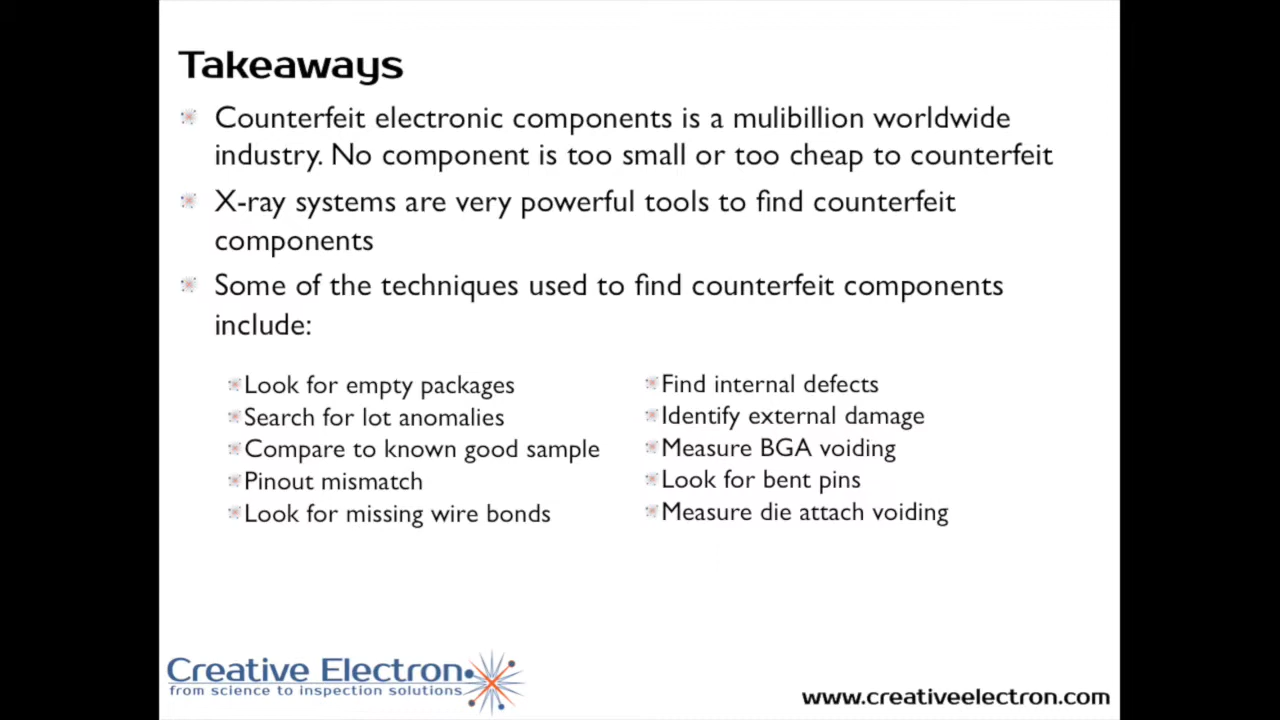 Takeaways
Counterfeit electronic components is a mulibillion worldwide
industry. No component is too small or too cheap to counterfeit
X-ray systems are very powerful tools to find counterfeit
components
Some of the techniques used to find counterfeit components
include:
Look for empty packages
Search for lot anomalies
Compare to known good sample
Pinout mismatch
Look for missing wire bonds
Find internal defects
Identify external damage
Measure BGA voiding
Look for bent pins
Measure die attach voiding
Creative Electron
from science to inspection solutions
www.creativeelectron.com